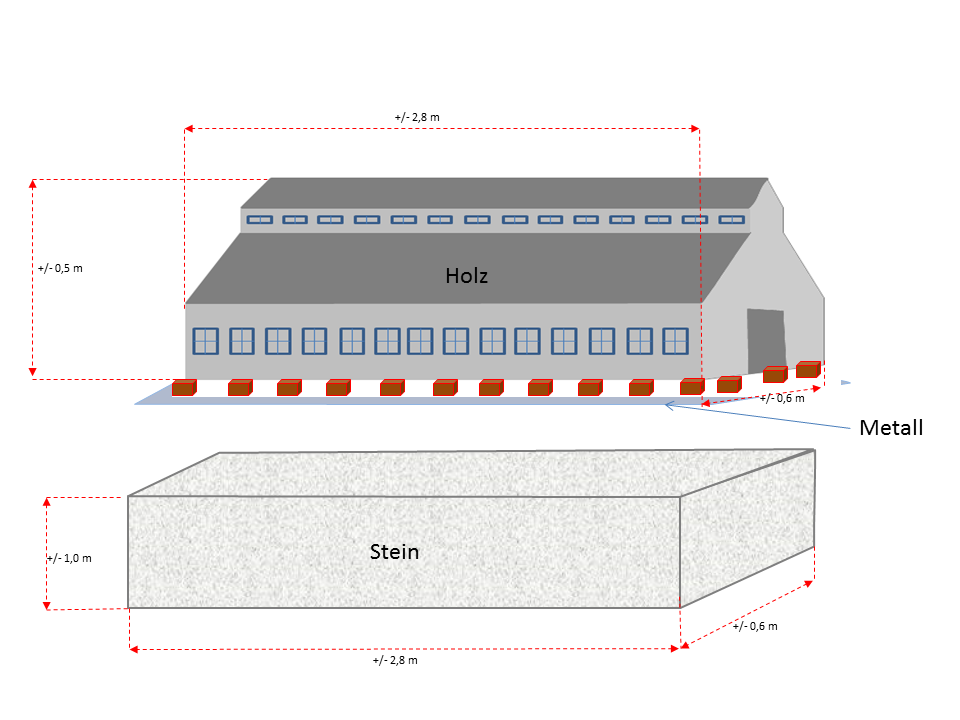 +/- 2,8 m
+/- 0,5 m
Holz
+/- 0,6 m
Metall
Stein
+/- 1,0 m
+/- 0,6 m
+/- 2,8 m